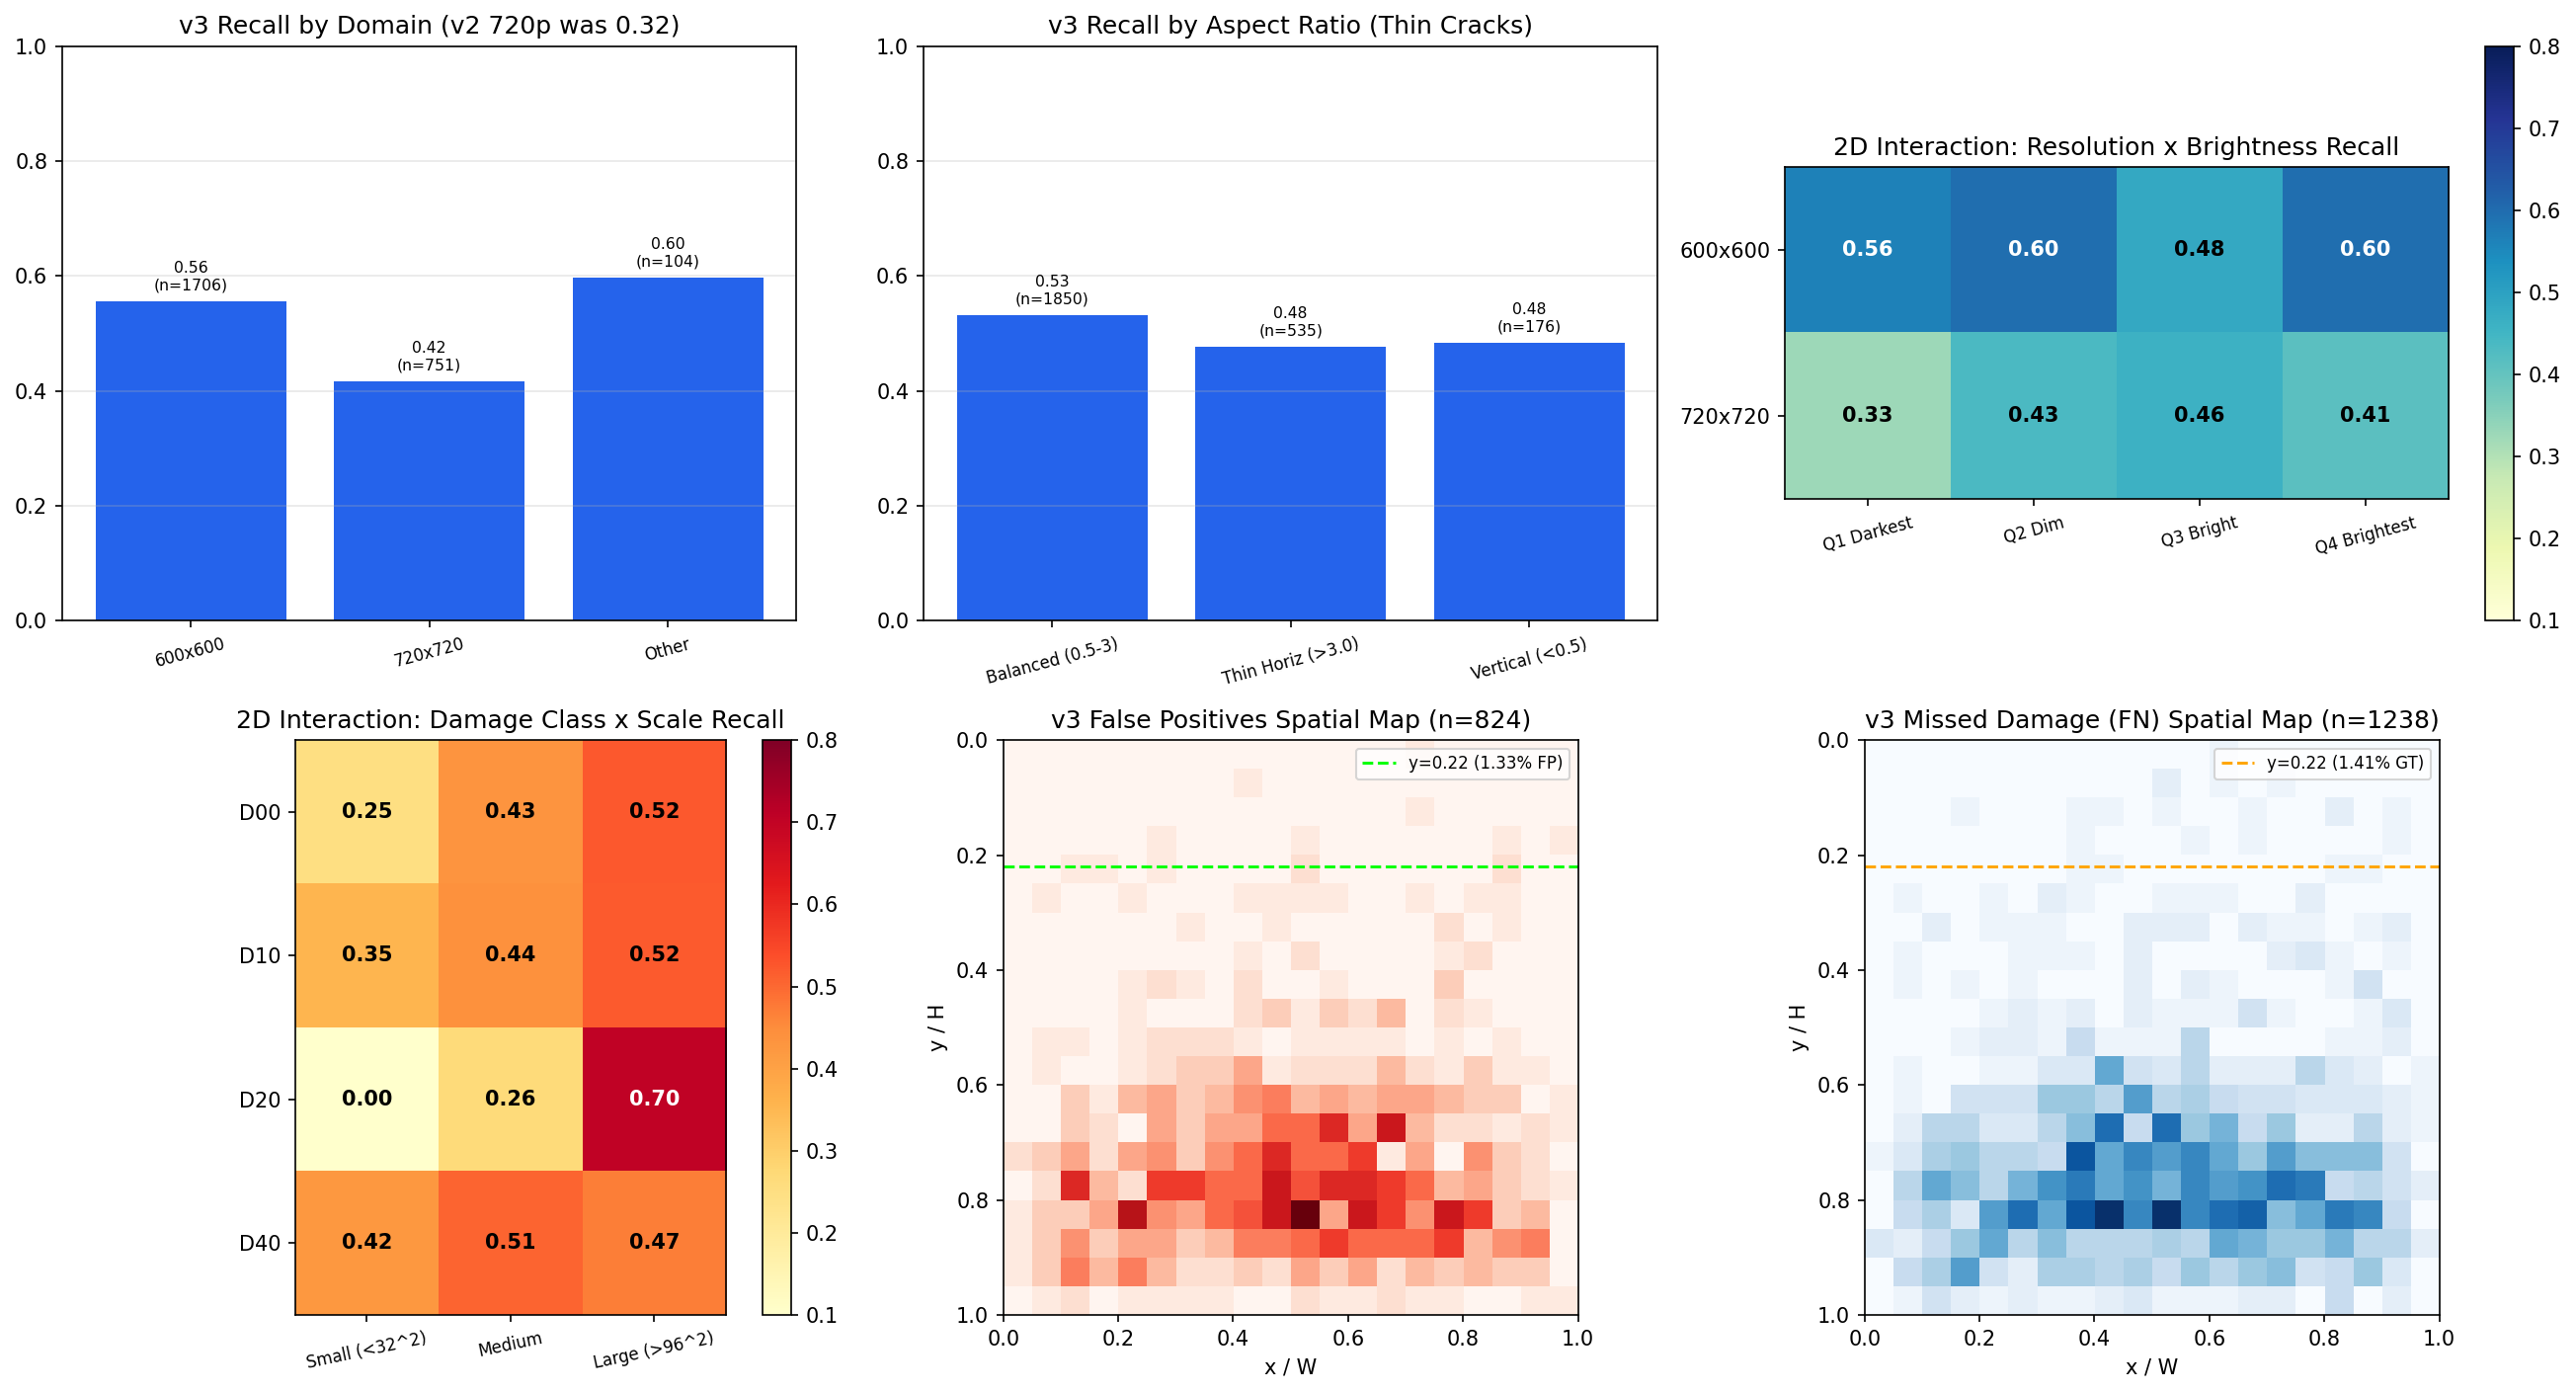 v3 Recall by Domain (v2 720p was 0.32)
1.0
0.8
0.6
0.4
0.2
0.0
0.56
(n=1706)
0.42
(n=751)
0.60
(n=104)
600x600
720x720
Other
v3 Recall by Aspect Ratio (Thin Cracks)
1.0
0.8
0.6
0.4
0.2
0.0
0.53
(n=1850)
0.48
(n=535)
0.48
(n=176)
Balanced (0.5-3)
Thin Horiz (>3.0)
Vertical (<0.5)
2D Interaction: Resolution x Brightness Recall
600x600
0.56 0.60 0.48 0.60
720x720
0.33 0.43 0.46 0.41
Q1 Darkest
Q2 Dim
Q3 Bright
Q4 Brightest
0.8
0.7
0.6
0.5
0.4
0.3
0.2
0.1
2D Interaction: Damage Class x Scale Recall
D00
0.25 0.43 0.52
D10
0.35 0.44 0.52
D20
0.00 0.26 0.70
D40
0.42 0.51 0.47
Small (<32^2)
Medium
Large (>96^2)
0.8
0.7
0.6
0.5
0.4
0.3
0.2
0.1
v3 False Positives Spatial Map (n=824)
y=0.22 (1.33% FP)
0.0
0.2
0.4
0.6
0.8
1.0
y / H
0.0 0.2 0.4 0.6 0.8 1.0
x / W
v3 Missed Damage (FN) Spatial Map (n=1238)
y=0.22 (1.41% GT)
0.0
0.2
0.4
0.6
0.8
1.0
y / H
0.0 0.2 0.4 0.6 0.8 1.0
x / W